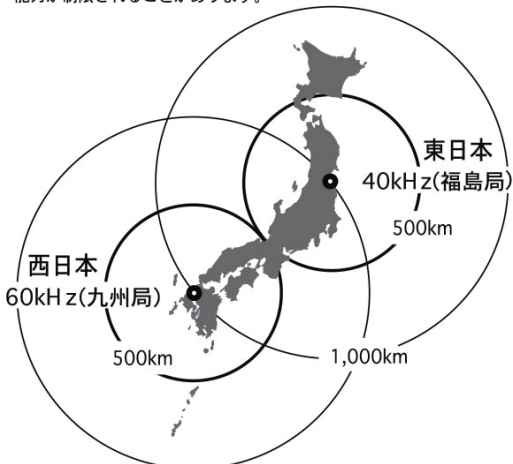 能力が制限されることがあります。
東日本
40kHz(福島局)
500km
西日本
60kHz(九州局)
500km
1,000km